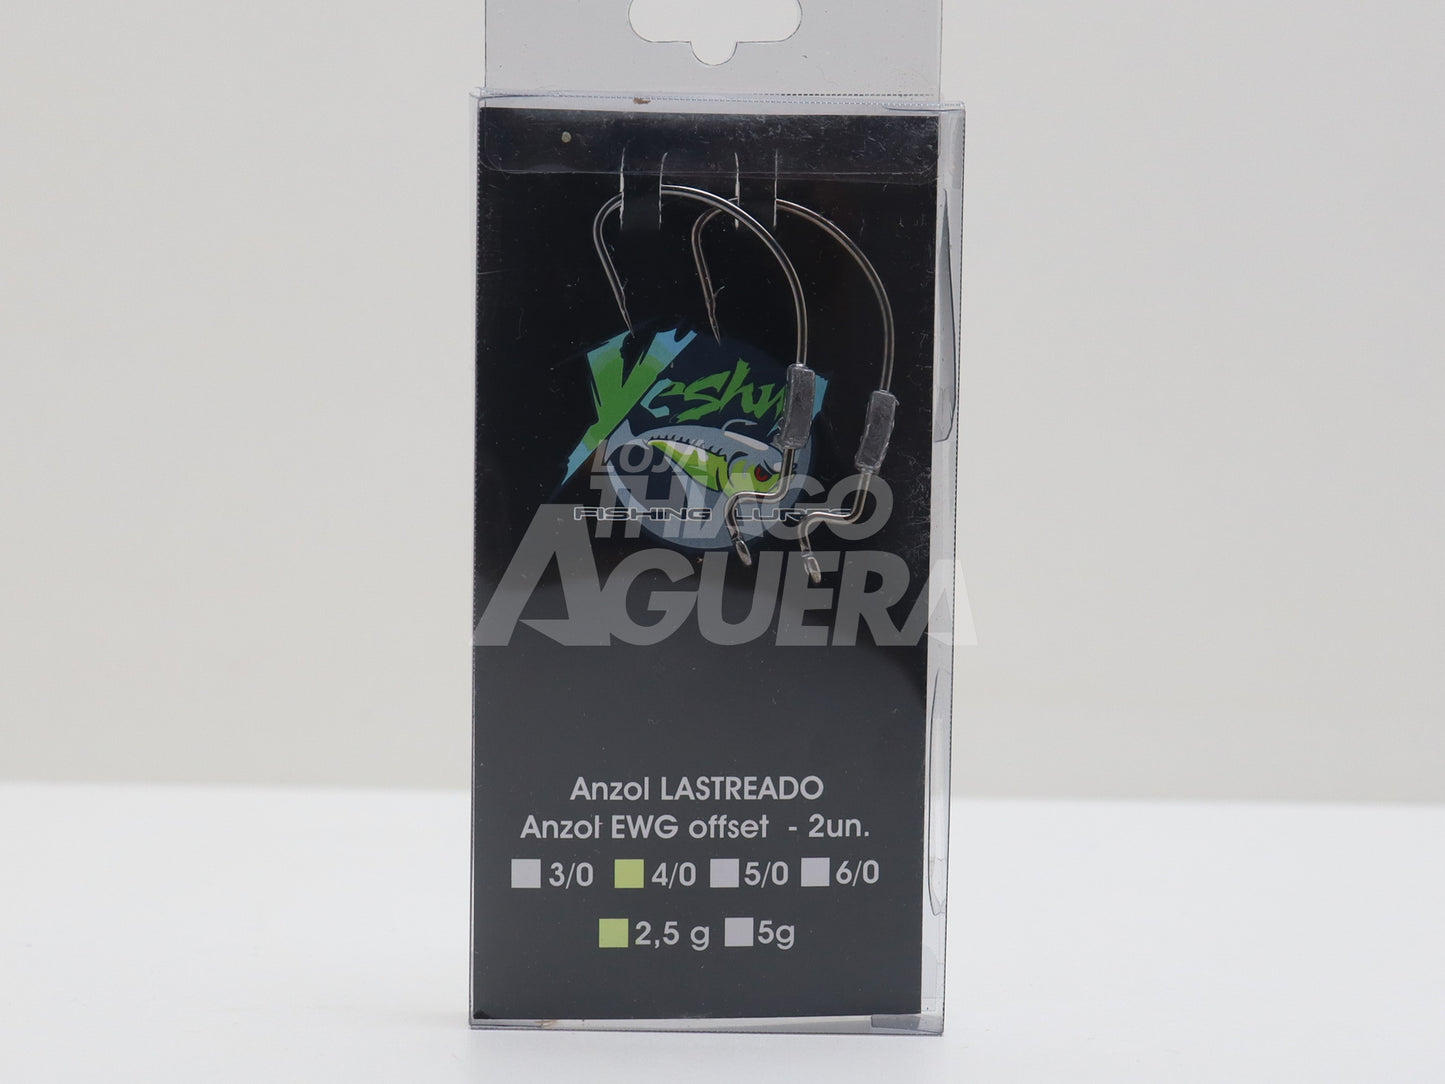 LOJA
THIAGO
FISHING LURES
AGUERA
Anzol LASTREADO
Anzol EWG offset - 2un.
3/0 4/0 5/0 6/0
2,5 g 5g